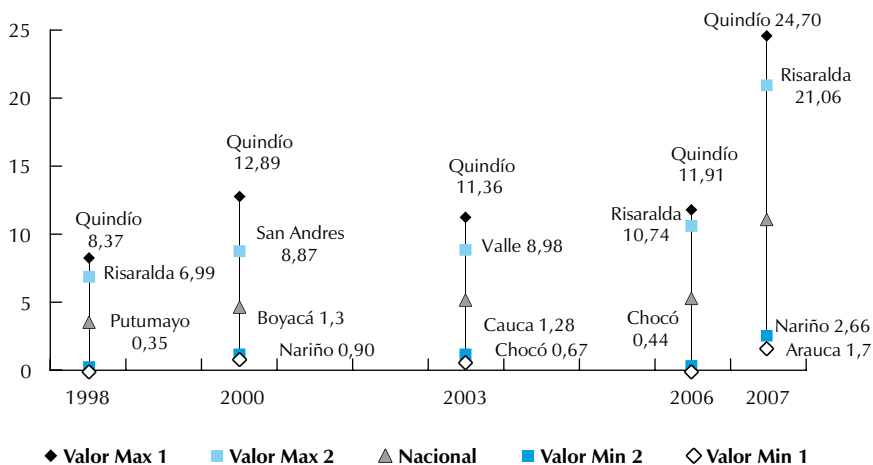 25
20
15
10
5
0
Quindío
8,37
Risaralda 6,99
Putumayo
0,35
Quindío
12,89
San Andres
8,87
Boyacá 1,3
Nariño 0,90
Quindío
11,36
Valle 8,98
Cauca 1,28
Chocó 0,67
Quindío
11,91
Risaralda
10,74
Chocó
0,44
Quindío 24,70
Risaralda
21,06
Nariño 2,66
Arauca 1,7
1998 2000 2003 2006 2007
Valor Max 1 Valor Max 2 Nacional Valor Min 2 Valor Min 1